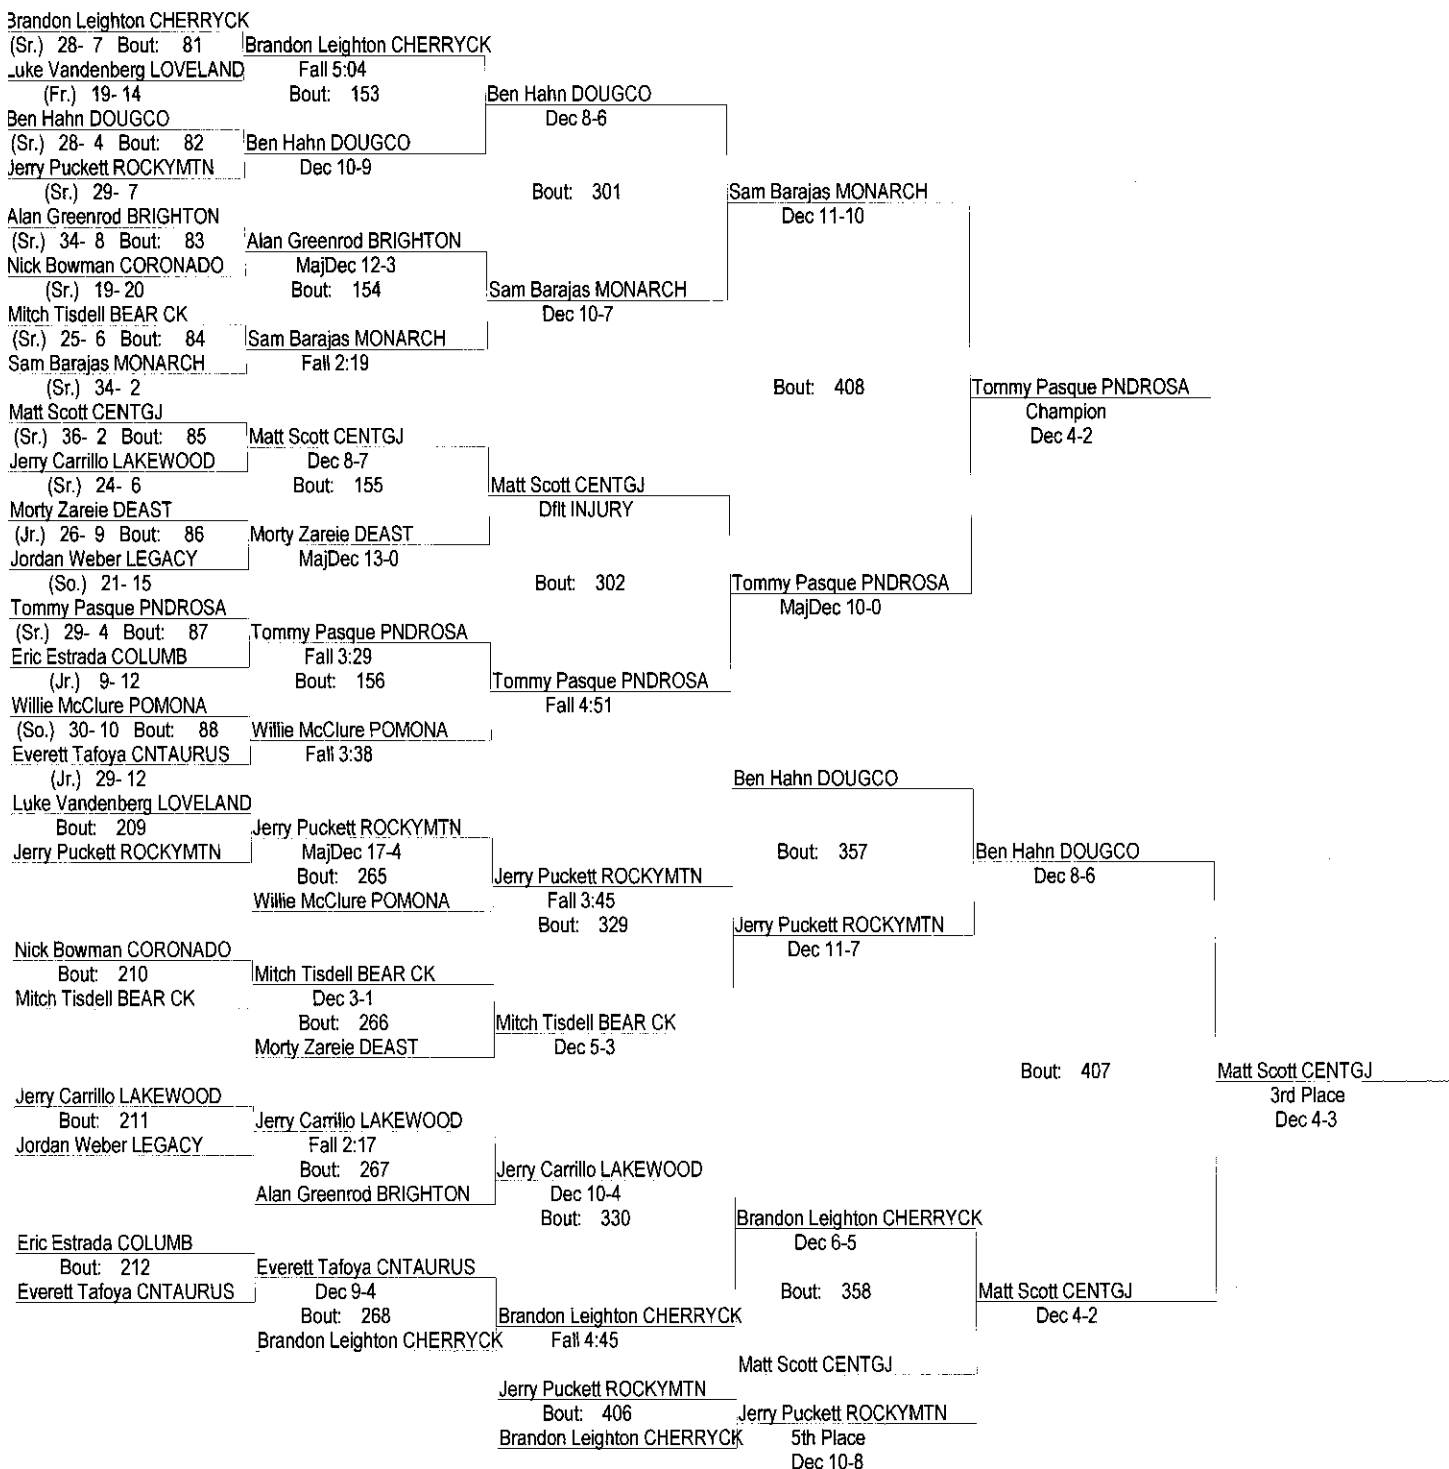 Brandon Leighton CHERRYCK
(Sr.) 28- 7 Bout: 81
Luke Vandenberg LOVELAND
(Fr.) 19- 14
Ben Hahn DOUGCO
(Sr.) 28- 4 Bout: 82
Jerry Puckett ROCKYMTN
(Sr.) 29- 7
Alan Greenrod BRIGHTON
(Sr.) 34- 8 Bout: 83
Nick Bowman CORONADO
(Sr.) 19- 20
Mitch Tisdell BEAR CK
(Sr.) 25- 6 Bout: 84
Sam Barajas MONARCH
(Sr.) 34- 2
Matt Scott CENTGJ
(Sr.) 36- 2 Bout: 85
Jerry Carrillo LAKEWOOD
(Sr.) 24- 6
Morty Zareie DEAST
(Jr.) 26- 9 Bout: 86
Jordan Weber LEGACY
(So.) 21- 15
Tommy Pasque PNDROSA
(Sr.) 29- 4 Bout: 87
Eric Estrada COLUMB
(Jr.) 9- 12
Willie McClure POMONA
(So.) 30- 10 Bout: 88
Everett Tafoya CNTAURUS
(Jr.) 29- 12
Brandon Leighton CHERRYCK
Fall 5:04
Bout: 153
Ben Hahn DOUGCO
Dec 10-9
Alan Greenrod BRIGHTON
MajDec 12-3
Bout: 154
Sam Barajas MONARCH
Fall 2:19
Matt Scott CENTGJ
Dec 8-7
Bout: 155
Morty Zareie DEAST
MajDec 13-0
Tommy Pasque PNDROSA
Fall 3:29
Bout: 156
Willie McClure POMONA
Fall 3:38
Ben Hahn DOUGCO
Dec 8-6
Bout: 301
Sam Barajas MONARCH
Dec 10-7
Matt Scott CENTGJ
Dflt INJURY
Bout: 302
Tommy Pasque PNDROSA
Fall 4:51
Sam Barajas MONARCH
Dec 11-10
Bout: 408
Tommy Pasque PNDROSA
MajDec 10-0
Tommy Pasque PNDROSA
Champion
Dec 4-2
Luke Vandenberg LOVELAND
Bout: 209
Jerry Puckett ROCKYMTN
Nick Bowman CORONADO
Bout: 210
Mitch Tisdell BEAR CK
Jerry Carrillo LAKEWOOD
Bout: 211
Jordan Weber LEGACY
Eric Estrada COLUMB
Bout: 212
Everett Tafoya CNTAURUS
Jerry Puckett ROCKYMTN
MajDec 17-4
Bout: 265
Willie McClure POMONA
Mitch Tisdell BEAR CK
Dec 3-1
Bout: 266
Morty Zareie DEAST
Jerry Carrillo LAKEWOOD
Fall 2:17
Bout: 267
Alan Greenrod BRIGHTON
Everett Tafoya CNTAURUS
Dec 9-4
Bout: 268
Brandon Leighton CHERRYCK
Jerry Puckett ROCKYMTN
Fall 3:45
Bout: 329
Mitch Tisdell BEAR CK
Dec 5-3
Jerry Carrillo LAKEWOOD
Dec 10-4
Bout: 330
Brandon Leighton CHERRYCK
Fall 4:45
Ben Hahn DOUGCO
Bout: 357
Jerry Puckett ROCKYMTN
Dec 11-7
Brandon Leighton CHERRYCK
Dec 6-5
Bout: 358
Matt Scott CENTGJ
Ben Hahn DOUGCO
Dec 8-6
Bout: 407
Matt Scott CENTGJ
Dec 4-2
Matt Scott CENTGJ
3rd Place
Dec 4-3
Jerry Puckett ROCKYMTN
Bout: 406
Brandon Leighton CHERRYCK
Jerry Puckett ROCKYMTN
5th Place
Dec 10-8